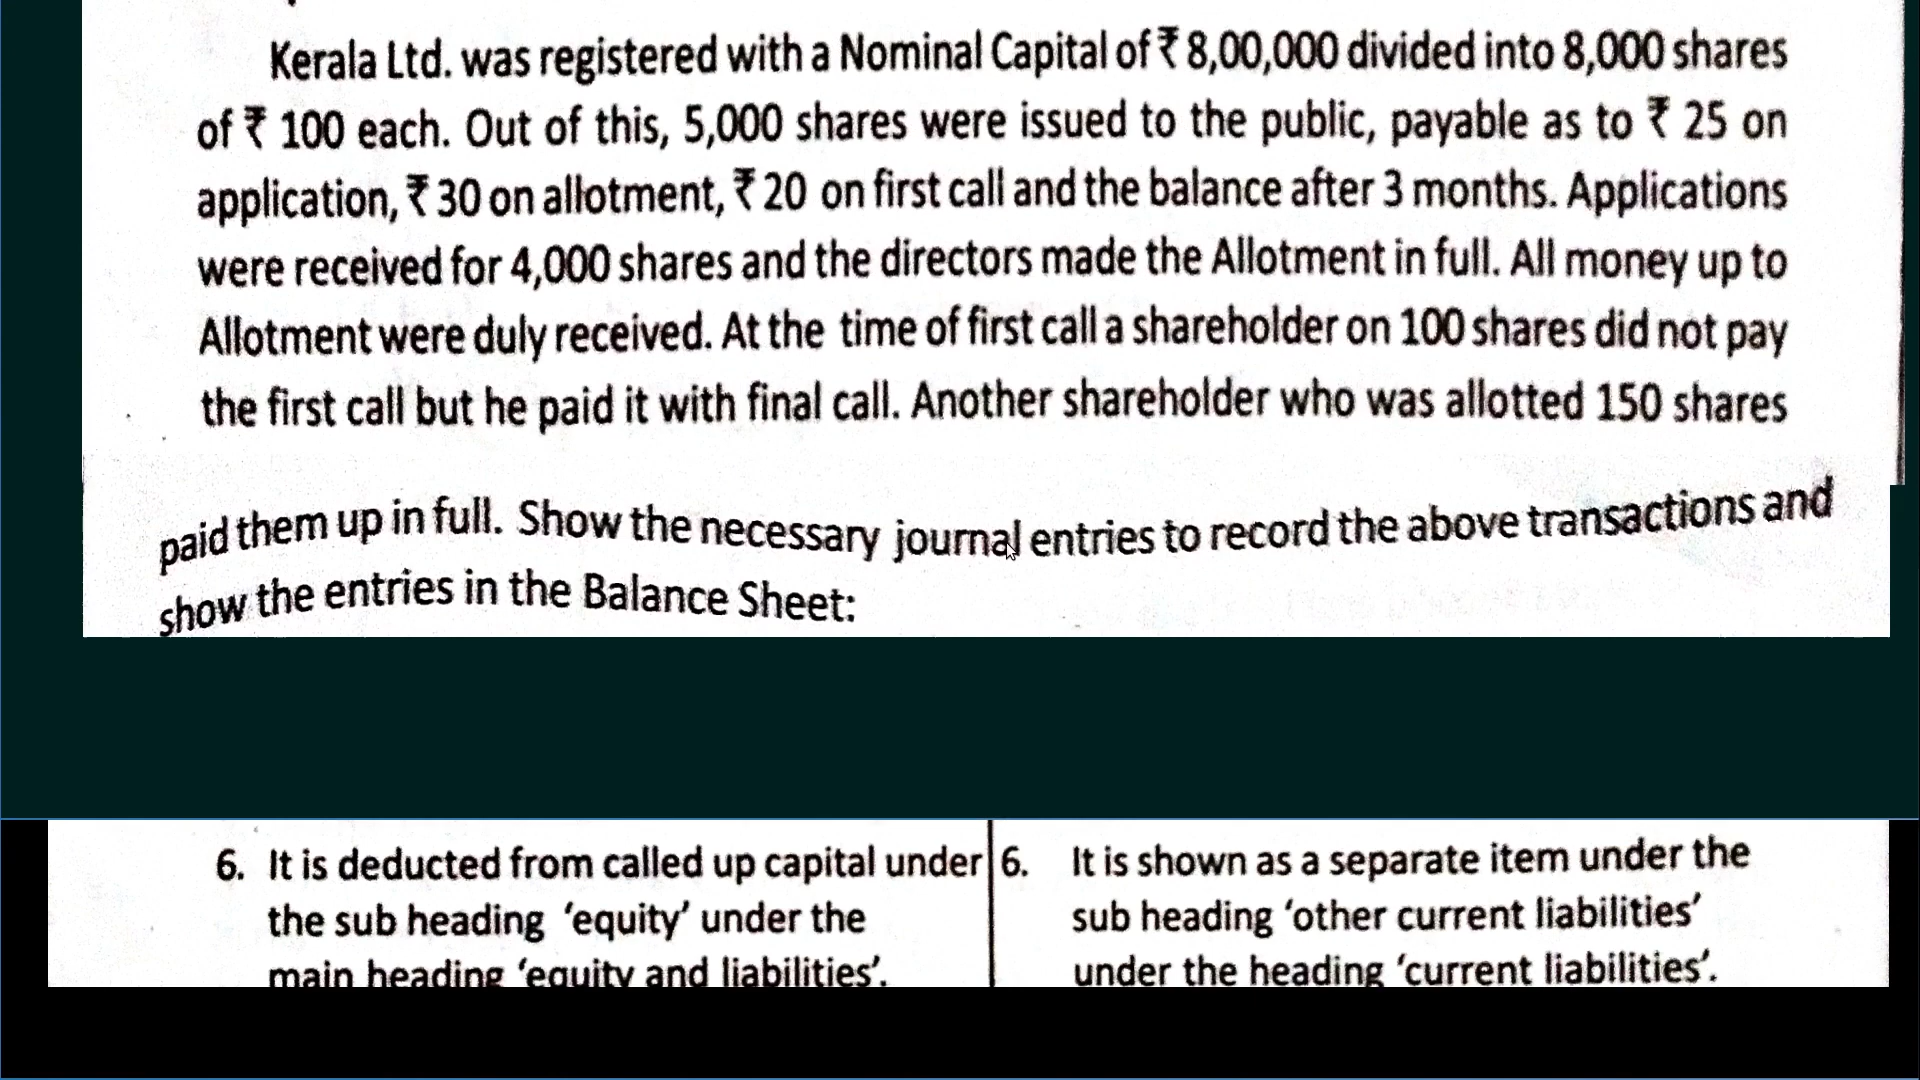 Kerala Ltd. was registered with a Nominal Capital of ₹ 8,00,000 divided into 8,000 shares
of ₹ 100 each. Out of this, 5,000 shares were issued to the public, payable as to ₹ 25 on
application, ₹ 30 on allotment, ₹ 20 on first call and the balance after 3 months. Applications
were received for 4,000 shares and the directors made the Allotment in full. All money up to
Allotment were duly received. At the time of first call a shareholder on 100 shares did not pay
the first call but he paid it with final call. Another shareholder who was allotted 150 shares
paid them up in full. Show the necessary journal entries to record the above transactions and
show the entries in the Balance Sheet:
6. It is deducted from called up capital under
the sub heading 'equity' under the
main heading 'equity and liabilities'.
6. It is shown as a separate item under the
sub heading 'other current liabilities'
under the heading 'current liabilities'.